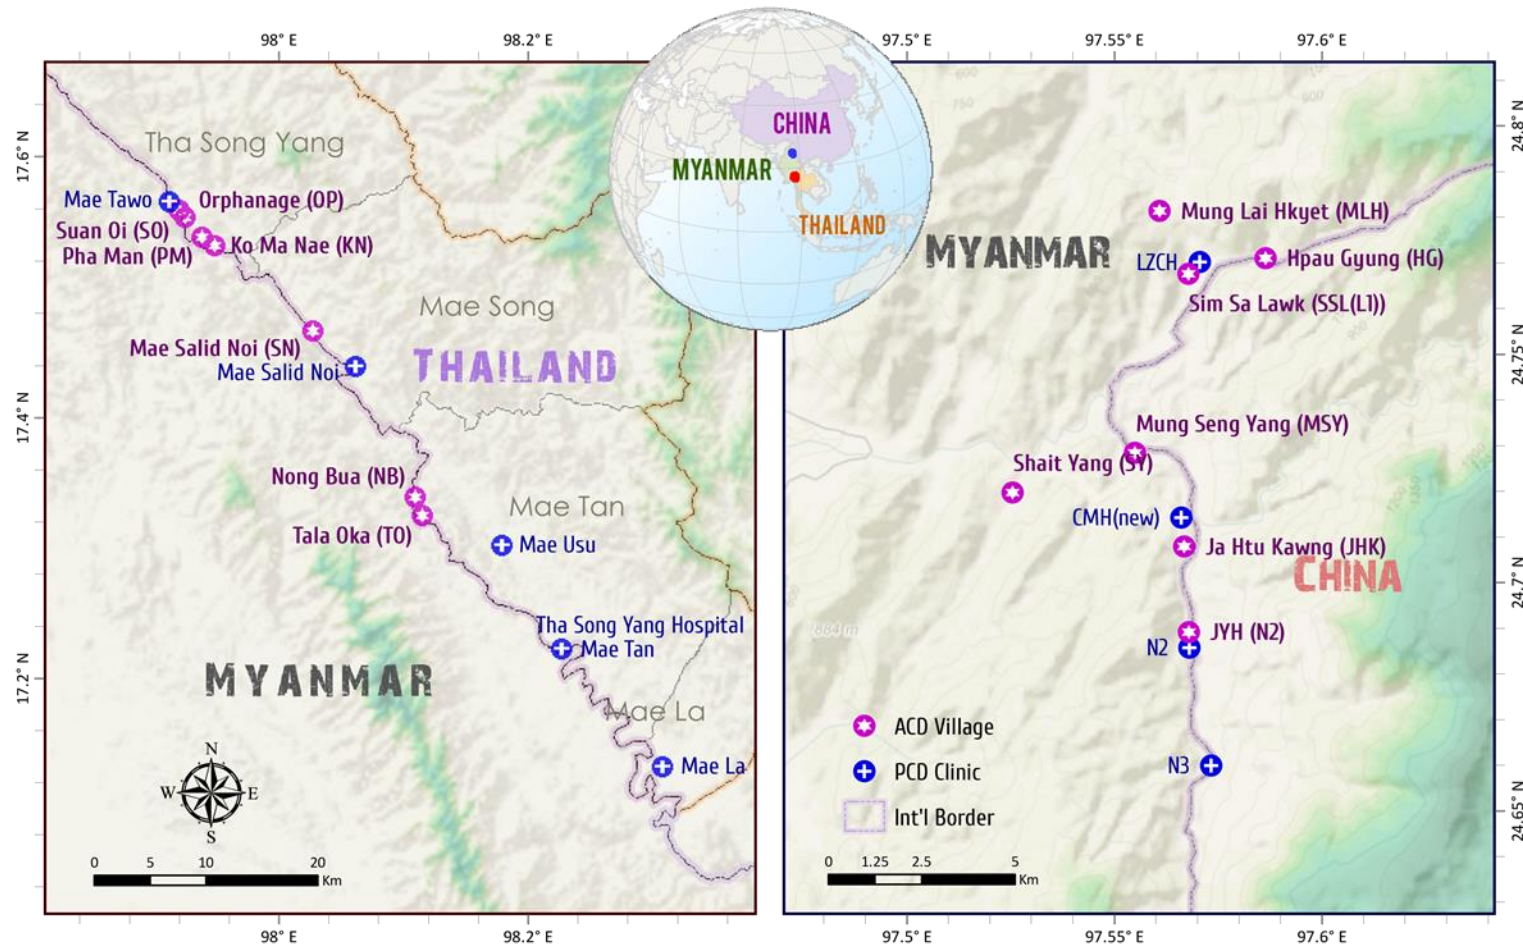 98° E
98.2° E
97.5° E
97.55° E
97.6° E
17.6° N
17.4° N
17.2° N
Tha Song Yang
Mae Tawo
Orphanage (OP)
Suan Oi (SO)
Pha Man (PM)
Ko Ma Nae (KN)
Mae Song
Mae Salid Noi (SN)
Mae Salid Noi
THAILAND
Nong Bua (NB)
Mae Tan
Tala Oka (TO)
Mae Usu
Tha Song Yang Hospital
Mae Tan
MYANMAR
Mae La
Mae La
N
W
E
S
0
5
10
20
Km
98° E
98.2° E
CHINA
MYANMAR
THAILAND
600
750
600
Mung Lai Hkyet (MLH)
MYANMAR
LZCH
Hpau Gyung (HG)
Sim Sa Lawk (SSL(L1))
900
Mung Seng Yang (MSY)
Shait Yang (SY)
CMH(new)
Ja Htu Kawng (JHK)
CHINA
884 m
JYH (N2)
N2
ACD Village
PCD Clinic
N3
Int'l Border
0
1.25
2.5
5
Km
24.8° N
24.75° N
24.7° N
24.65° N
97.5° E
97.55° E
97.6° E